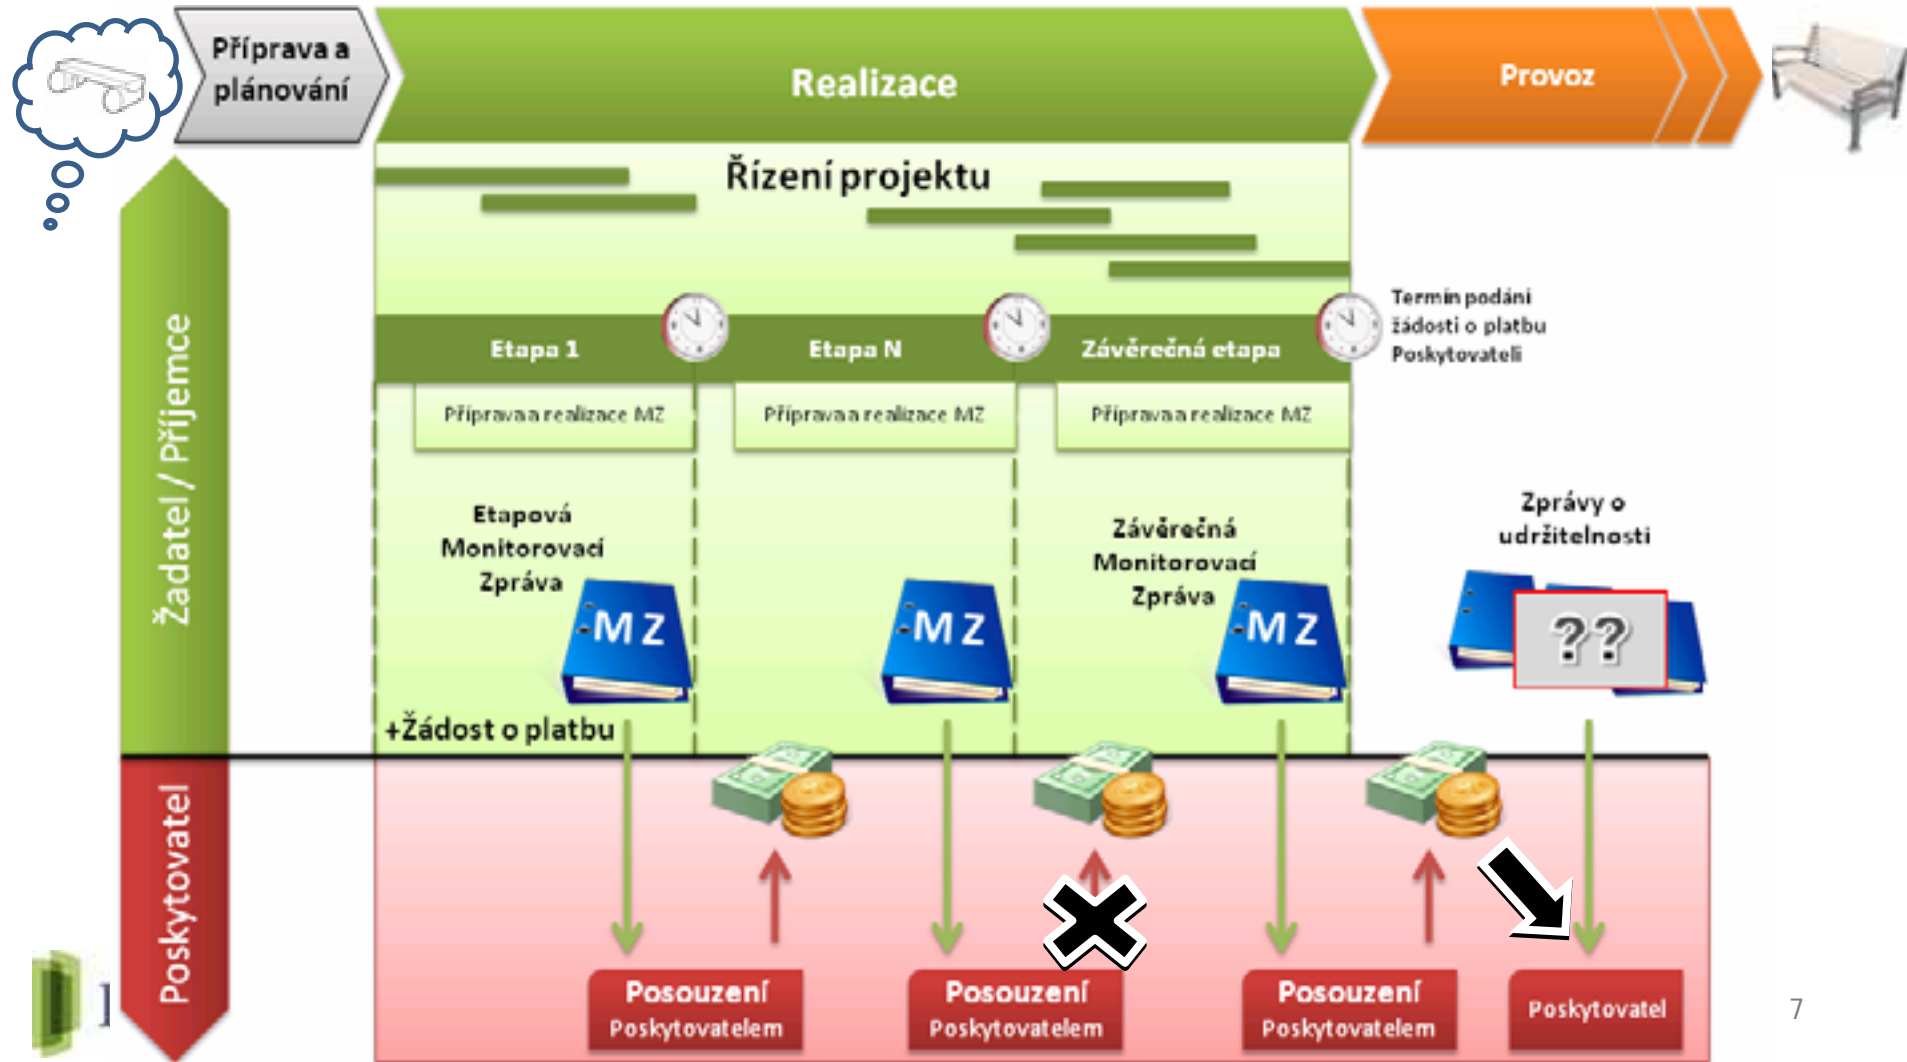 Příprava a
plánování
Realizace
Provoz
Řízení projektu
Termín podání
žádosti o platbu
Poskytovateli
Etapa 1
Etapa N
Závěrečná etapa
Příprava a realizace MZ
Příprava a realizace MZ
Příprava a realizace MZ
Žadatel / Příjemce
Etapová
Monitorovací
Zpráva
Závěrečná
Monitorovací
Zpráva
Zprávy o
udržitelnosti
MZ
MZ
MZ
??
+Žádost o platbu
Poskytovatel
Posouzení
Poskytovatelem
Posouzení
Poskytovatelem
Posouzení
Poskytovatelem
Poskytovatel
7